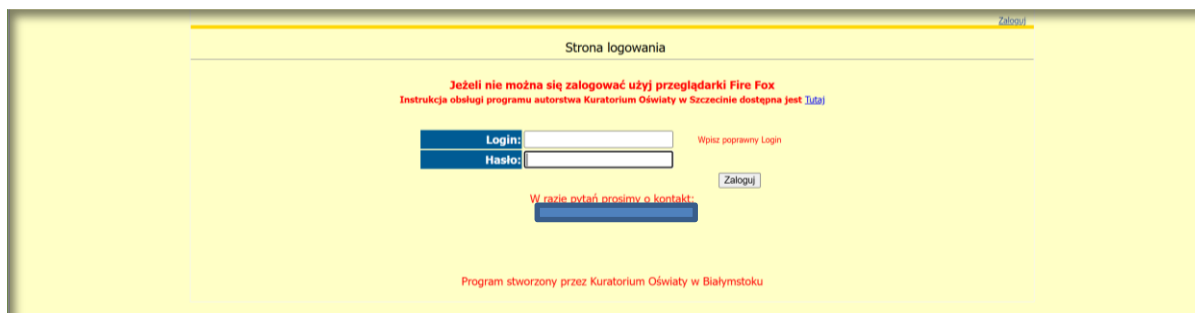 Zaloguj
Strona logowania
Jeżeli nie można się zalogować użyj przeglądarki Fire Fox
Instrukcja obsługi programu autorstwa Kuratorium Oświaty w Szczecinie dostępna jest Tutaj
Login: Wpisz poprawny Login
Hasło:
Zaloguj
W razie pytań prosimy o kontakt:
Program stworzony przez Kuratorium Oświaty w Białymstoku